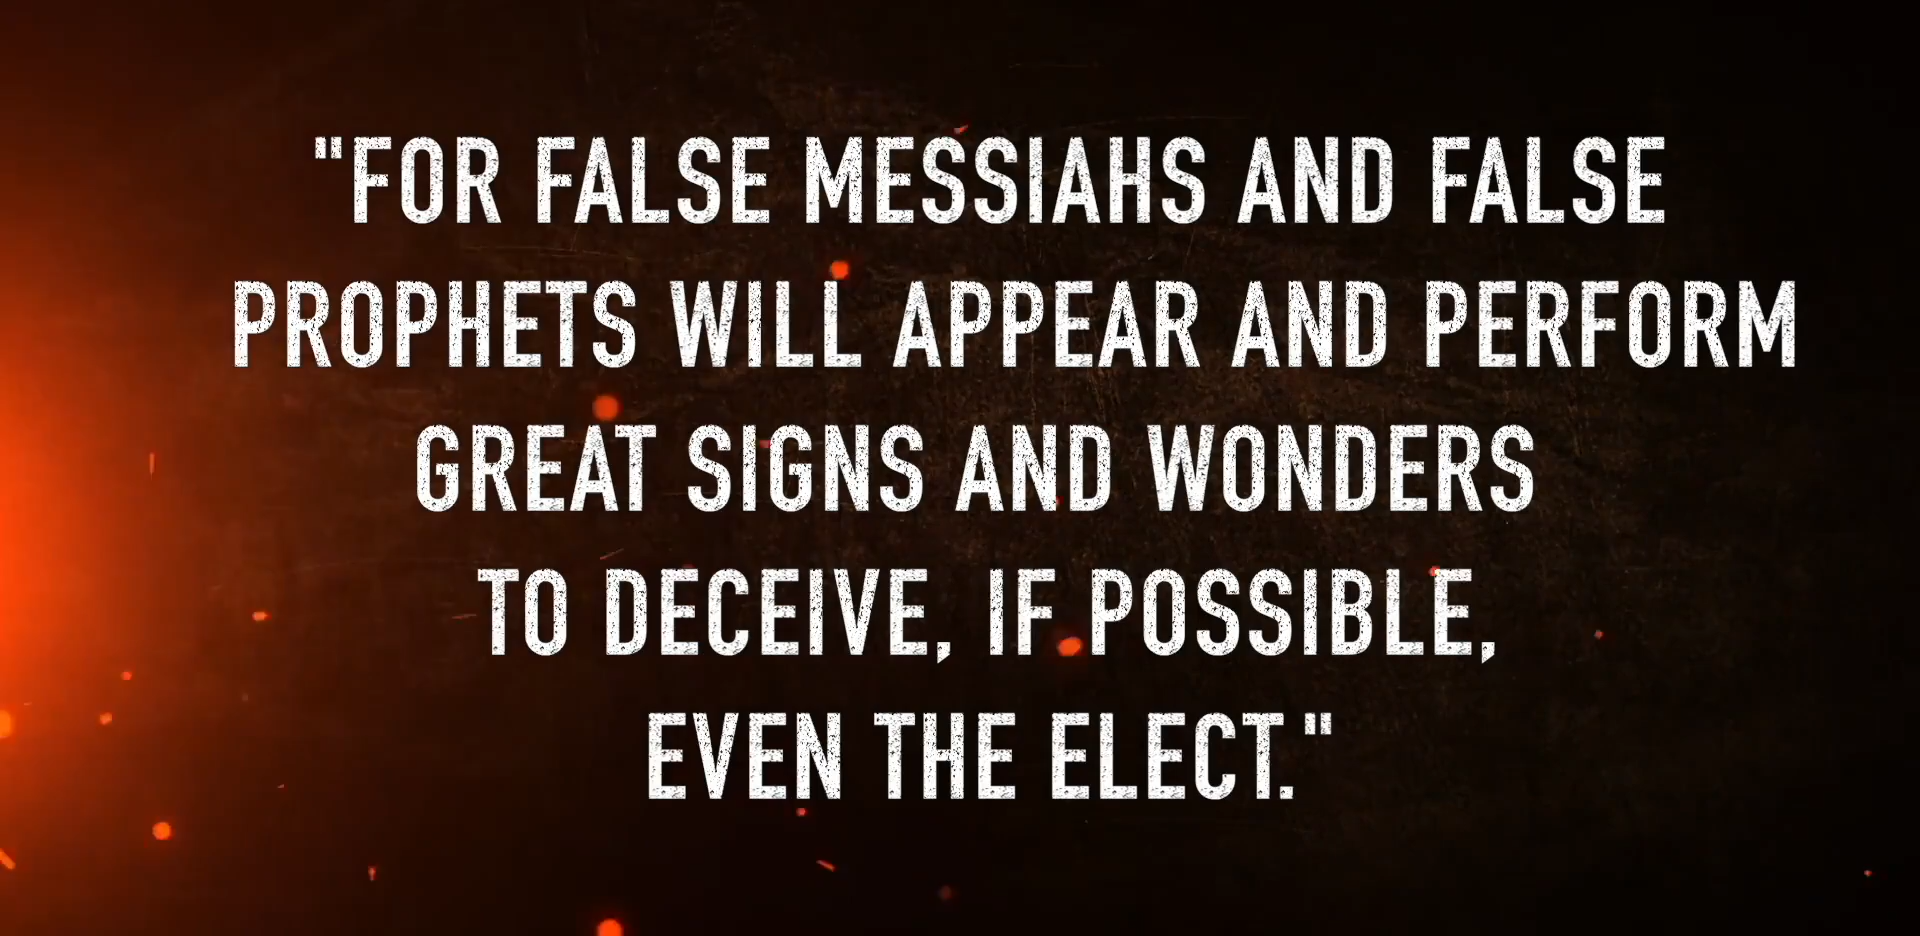 "FOR FALSE MESSIAHS AND FALSE
PROPHETS WILL APPEAR AND PERFORM
GREAT SIGNS AND WONDERS
TO DECEIVE, IF POSSIBLE,
EVEN THE ELECT."